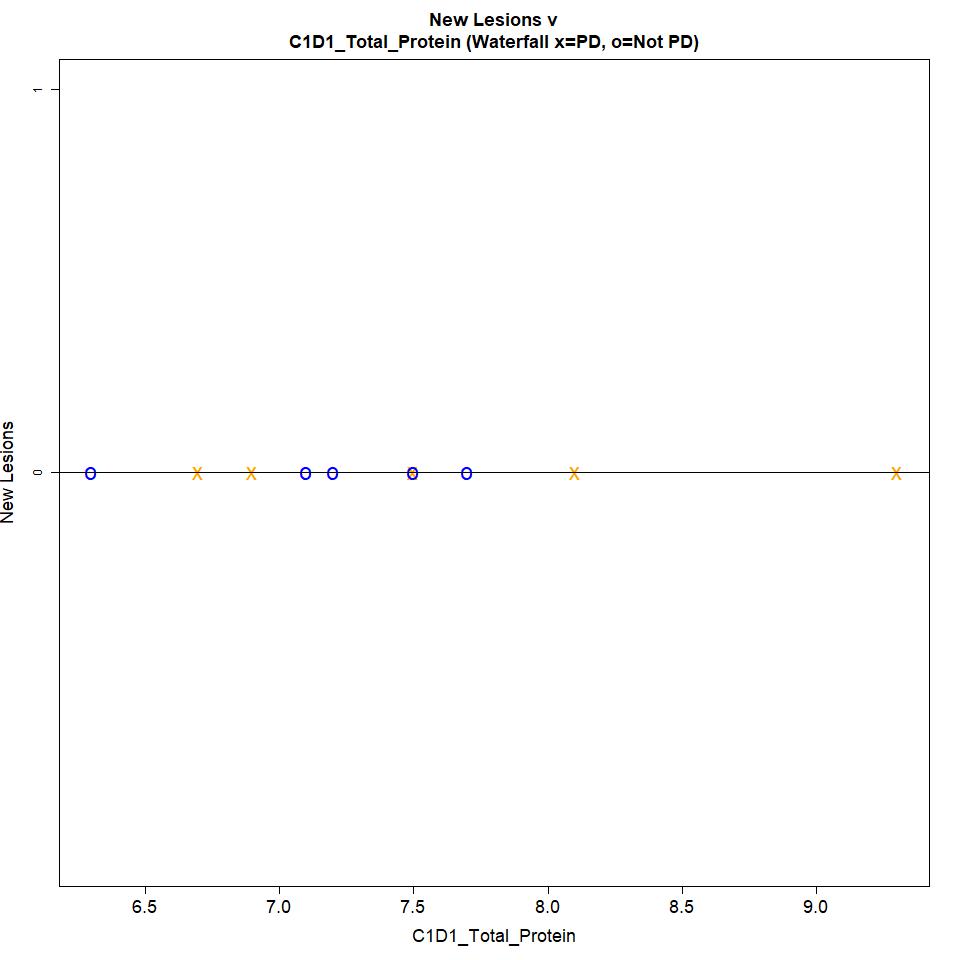 New Lesions v
C1D1_Total_Protein (Waterfall x=PD, o=Not PD)
1
0
New Lesions
o x x o o x o o x x
6.5 7.0 7.5 8.0 8.5 9.0
C1D1_Total_Protein